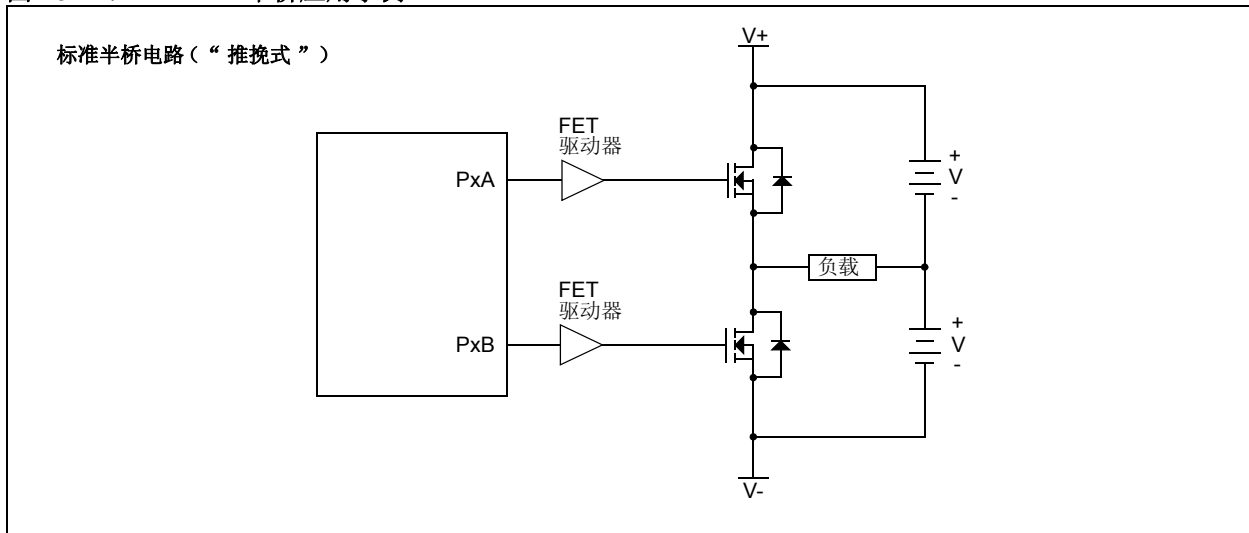 标准半桥电路（“ 推挽式 ”）
V+
FET
驱动器
PxA
+
V
-
负载
FET
驱动器
PxB
+
V
-
V-